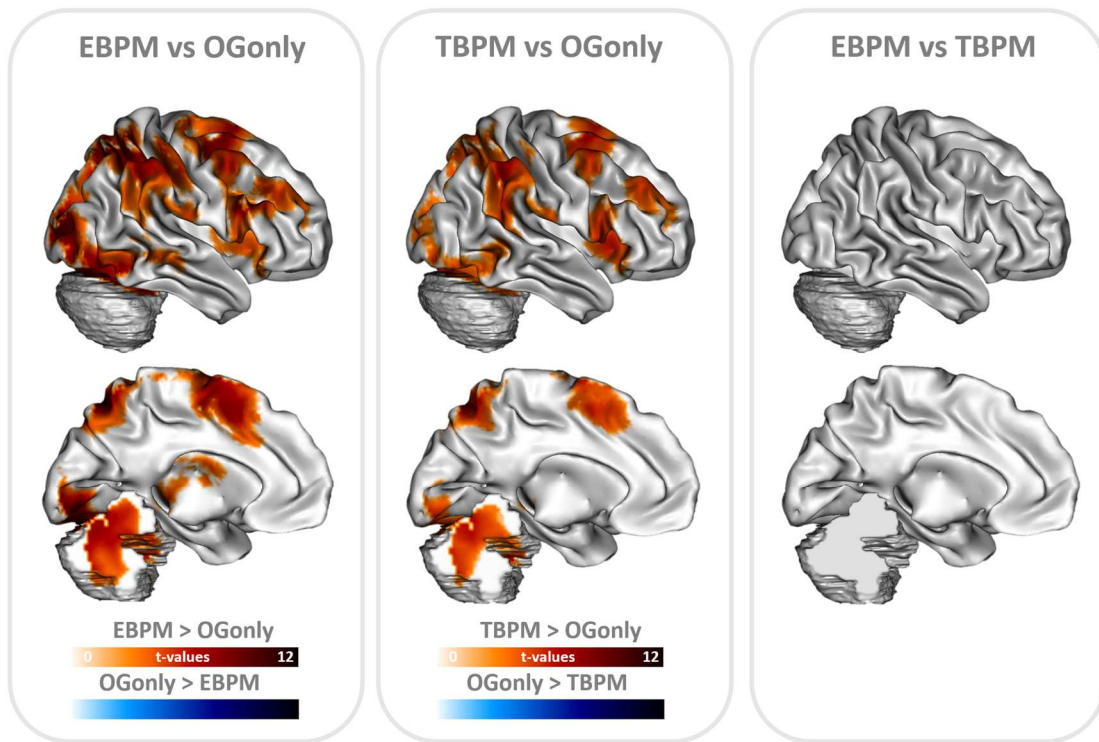 EBPM vs OGonly
TBPM vs OGonly
EBPM vs TBPM
EBPM > OGonly
0 t-values 12
OGonly > EBPM
TBPM > OGonly
0 t-values 12
OGonly > TBPM